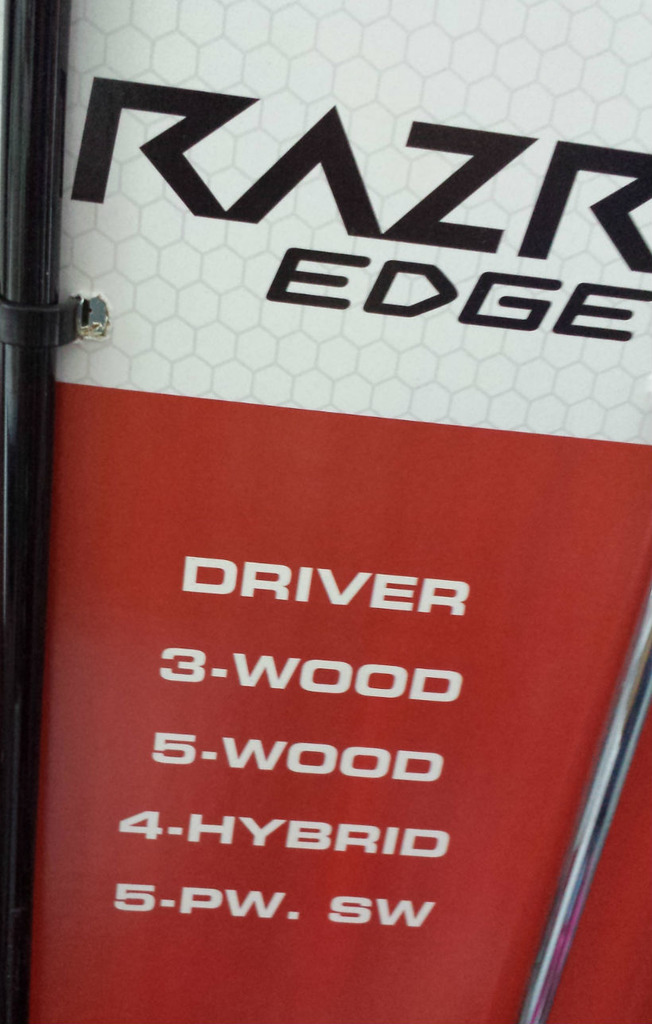 RAZR
EDGE
DRIVER
3-WOOD
5-WOOD
4-HYBRID
5-PW. SW